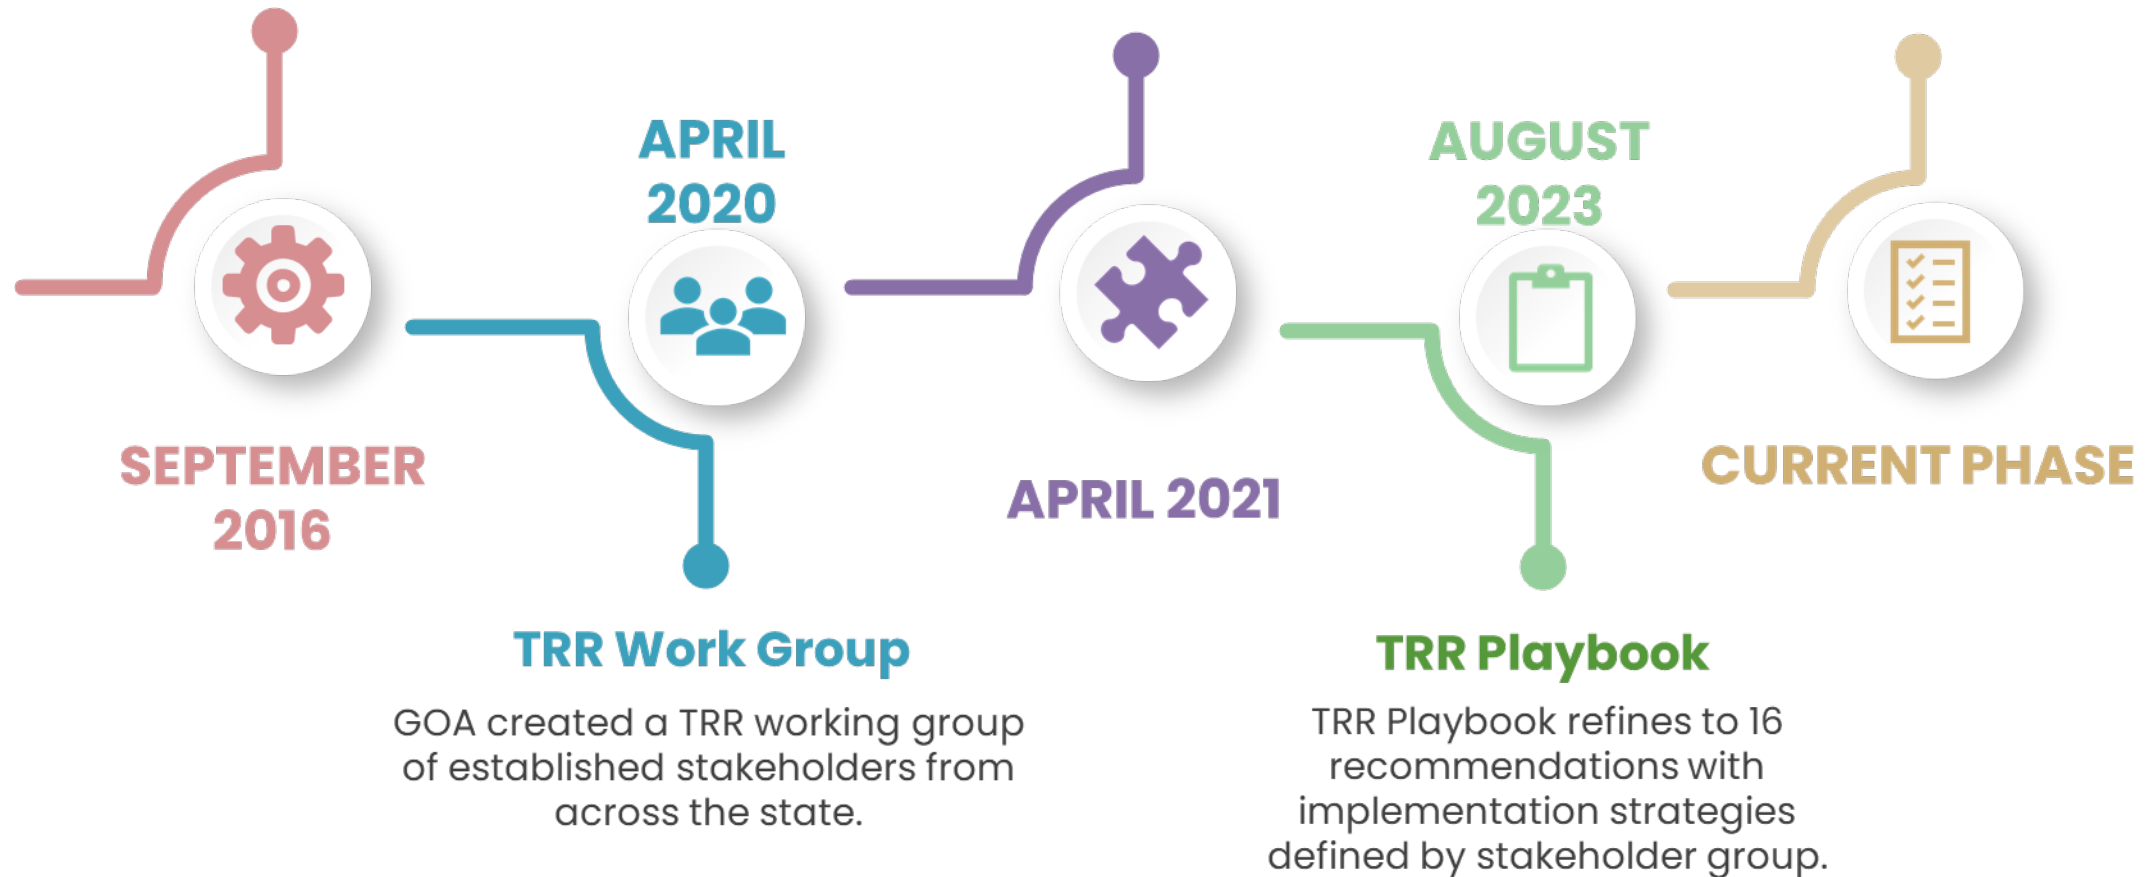 SEPTEMBER
2016
APRIL
2020
TRR Work Group
GOA created a TRR working group
of established stakeholders from
across the state.
APRIL 2021
AUGUST
2023
TRR Playbook
TRR Playbook refines to 16
recommendations with
implementation strategies
defined by stakeholder group.
CURRENT PHASE